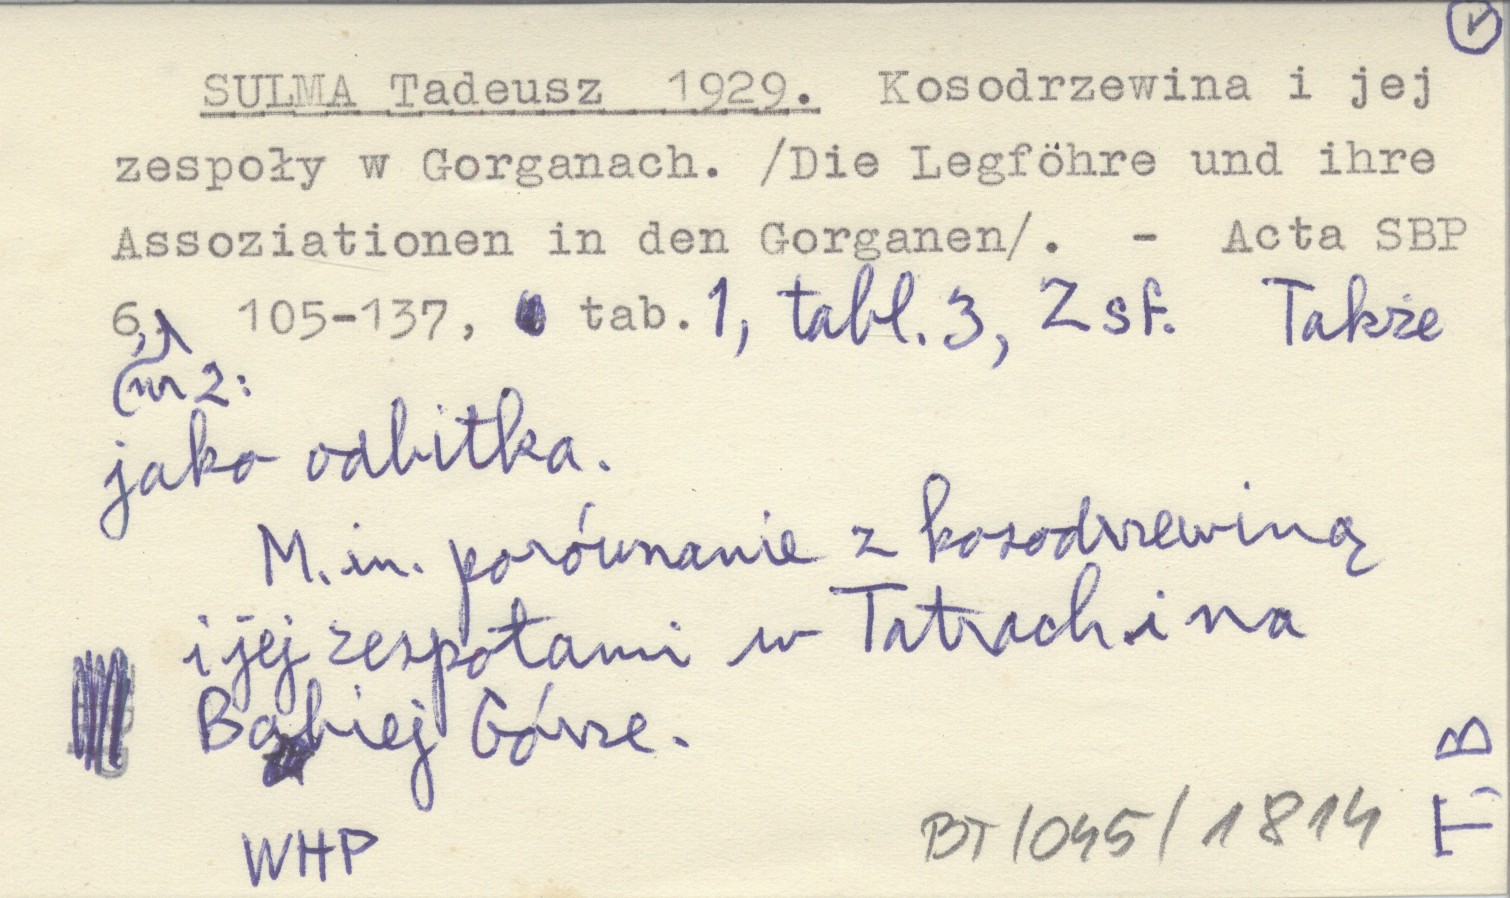 SULMA Tadeusz 1929. Kosodrzewina i jej
zespoły w Gorganach. /Die Legföhre und ihre
Assoziationen in den Gorganen/. - Acta SBP
6, 105-137, tab. 1, tabl. 3, Zsf. Także
nr 2:
jako odbitka.
M. in. porównanie z kosodrzewiną
i jej zespołami w Tatrach i na
Babiej Górze.
WHP
BT/045/1814
T, B